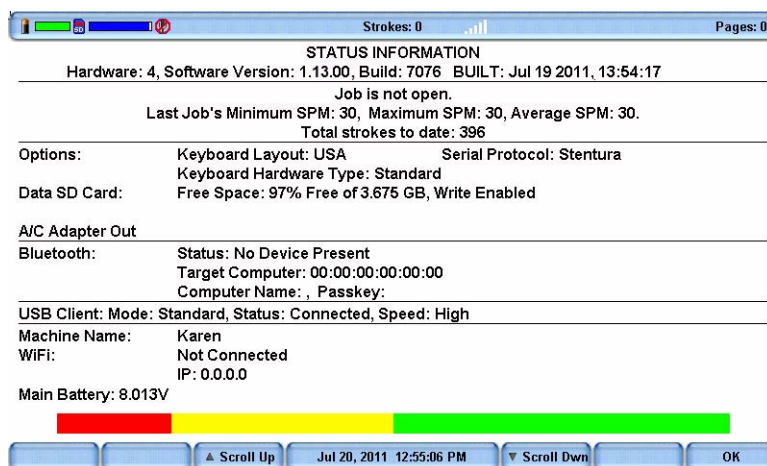 SD
Strokes: 0
Pages: 0
STATUS INFORMATION
Hardware: 4, Software Version: 1.13.00, Build: 7076 BUILT: Jul 19 2011, 13:54:17
Job is not open.
Last Job's Minimum SPM: 30, Maximum SPM: 30, Average SPM: 30.
Total strokes to date: 396
Options: Keyboard Layout: USA Serial Protocol: Stentura
Keyboard Hardware Type: Standard
Data SD Card: Free Space: 97% Free of 3.675 GB, Write Enabled
A/C Adapter Out
Bluetooth: Status: No Device Present
Target Computer: 00:00:00:00:00:00
Computer Name: , Passkey:
USB Client: Mode: Standard, Status: Connected, Speed: High
Machine Name: Karen
WiFi: Not Connected
IP: 0.0.0.0
Main Battery: 8.013V
▲ Scroll Up Jul 20, 2011 12:55:06 PM ▼ Scroll Dwn OK